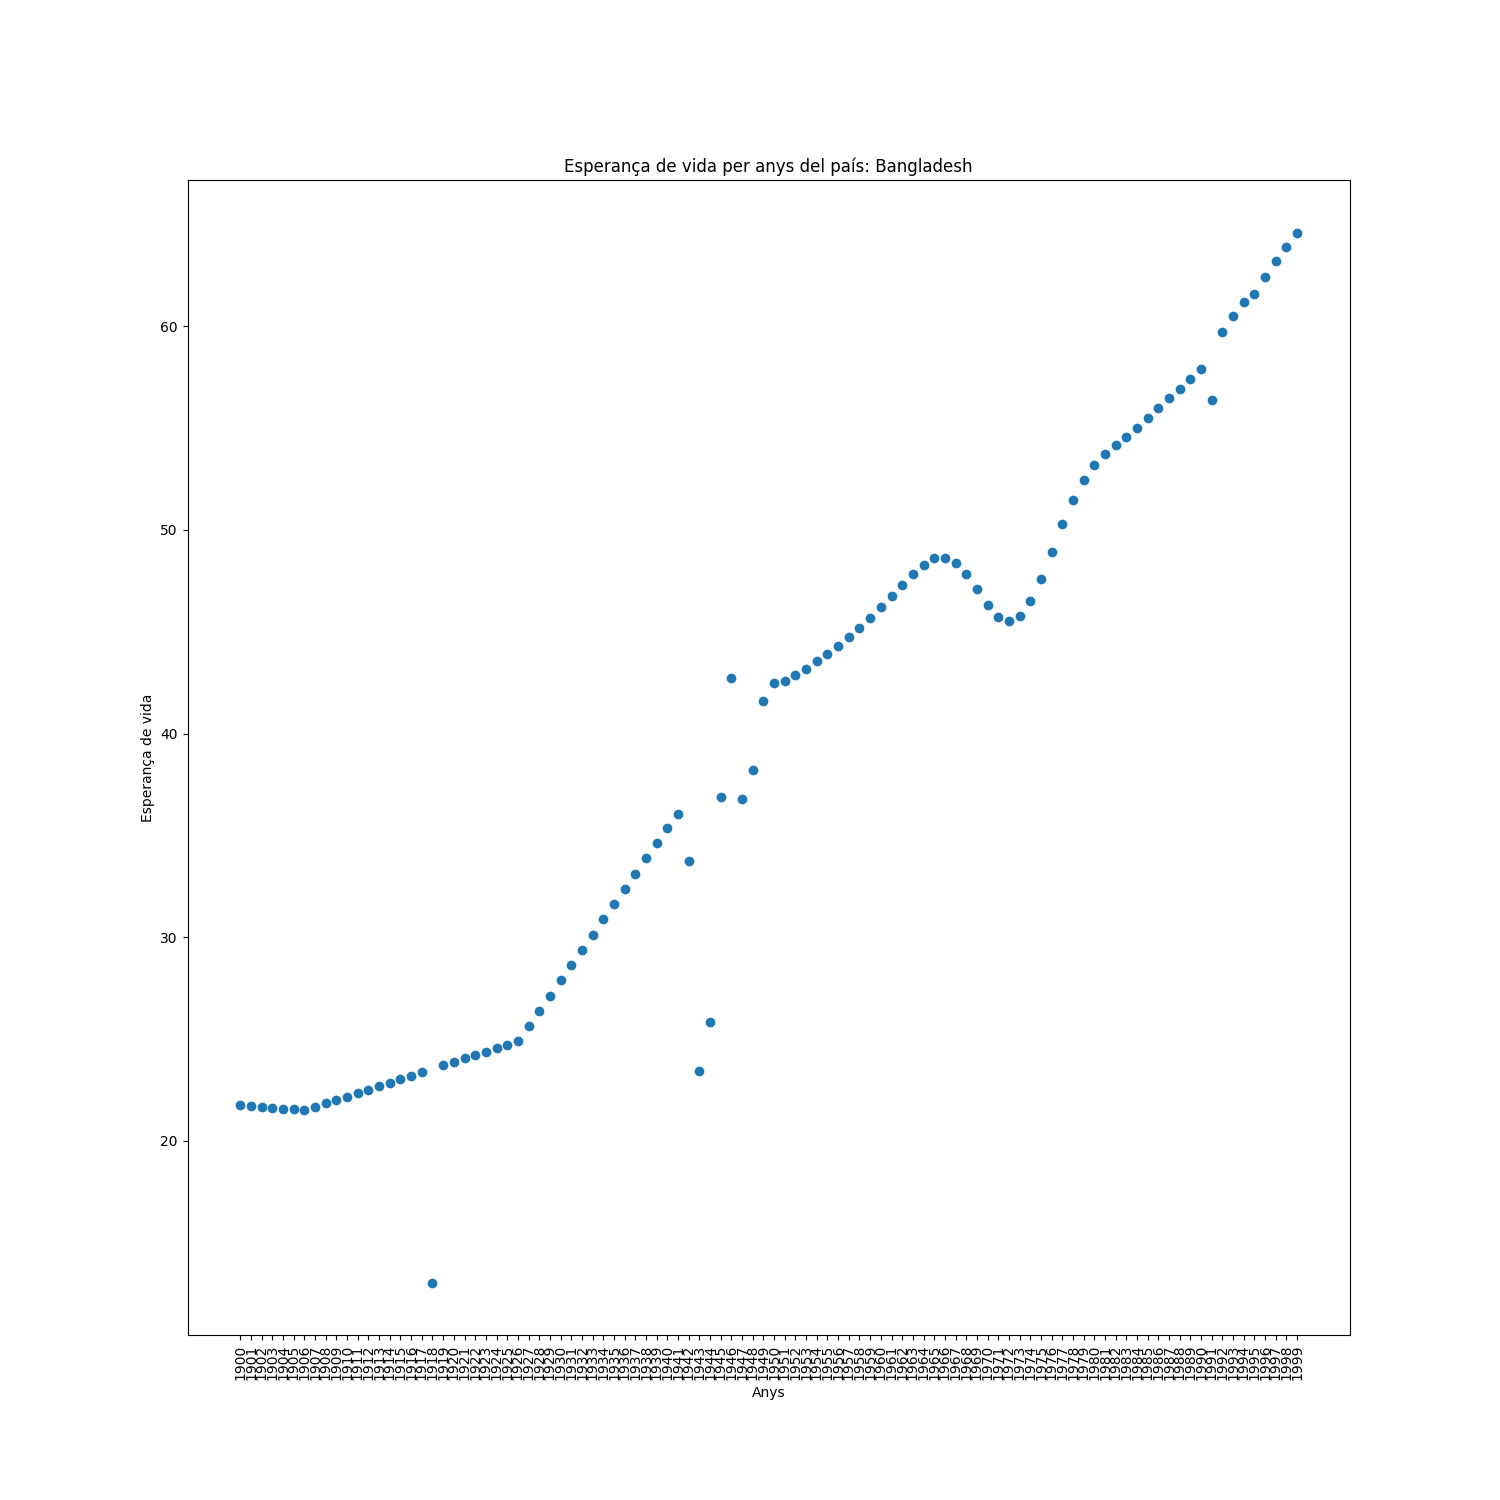 Esperança de vida per anys del país: Bangladesh
Esperança de vida
60
50
40
30
20
1900 1901 1902 1903 1904 1905 1906 1907 1908 1909 1910 1911 1912 1913 1914 1915 1916 1917 1918 1919 1920 1921 1922 1923 1924 1925 1926 1927 1928 1929 1930 1931 1932 1933 1934 1935 1936 1937 1938 1939 1940 1941 1942 1943 1944 1945 1946 1947 1948 1949 1950 1951 1952 1953 1954 1955 1956 1957 1958 1959 1960 1961 1962 1963 1964 1965 1966 1967 1968 1969 1970 1971 1972 1973 1974 1975 1976 1977 1978 1979 1980 1981 1982 1983 1984 1985 1986 1987 1988 1989 1990 1991 1992 1993 1994 1995 1996 1997 1998 1999
Anys